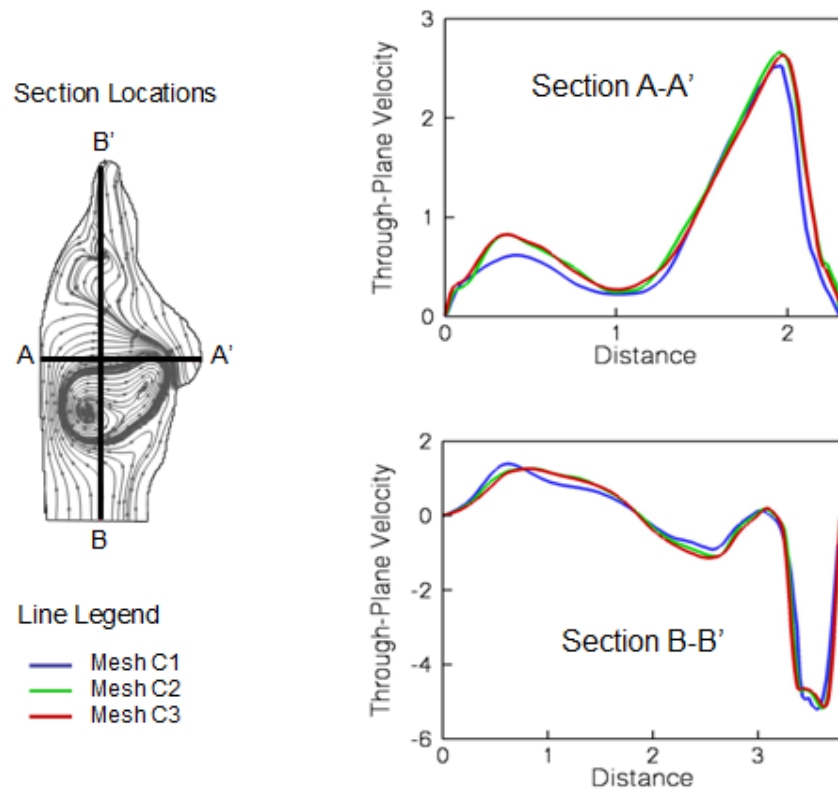 Section Locations
B'
A
A'
B
Line Legend
Mesh C1
Mesh C2
Mesh C3
3
2
1
0
Through-Plane Velocity
Section A-A'
0
1
2
Distance
2
0
-2
-4
-6
Through-Plane Velocity
Section B-B'
0
1
2
3
Distance